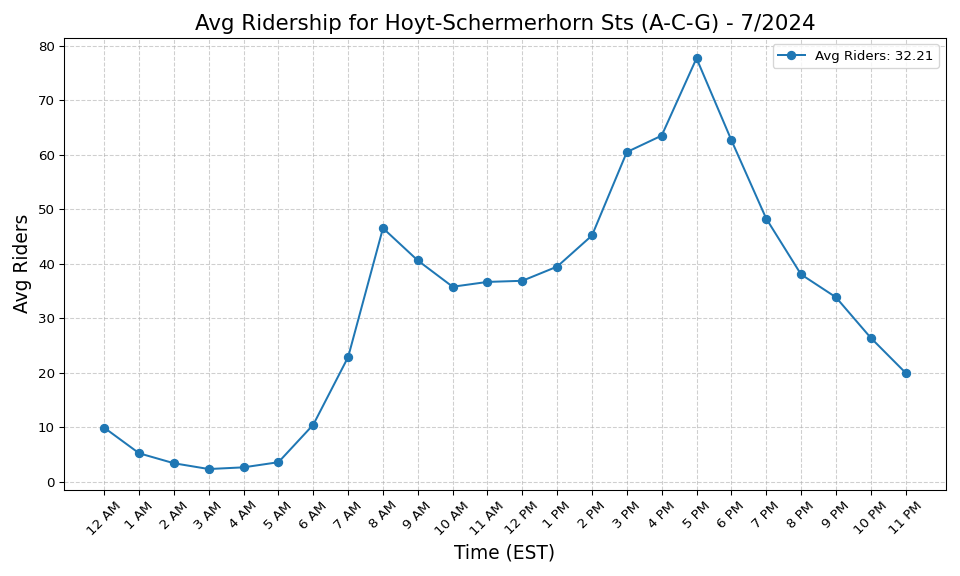 Avg Ridership for Hoyt-Schermerhorn Sts (A-C-G) - 7/2024
Avg Riders: 32.21
Avg Riders
80
70
60
50
40
30
20
10
0
12 AM
1 AM
2 AM
3 AM
4 AM
5 AM
6 AM
7 AM
8 AM
9 AM
10 AM
11 AM
12 PM
1 PM
2 PM
3 PM
4 PM
5 PM
6 PM
7 PM
8 PM
9 PM
10 PM
11 PM
Time (EST)